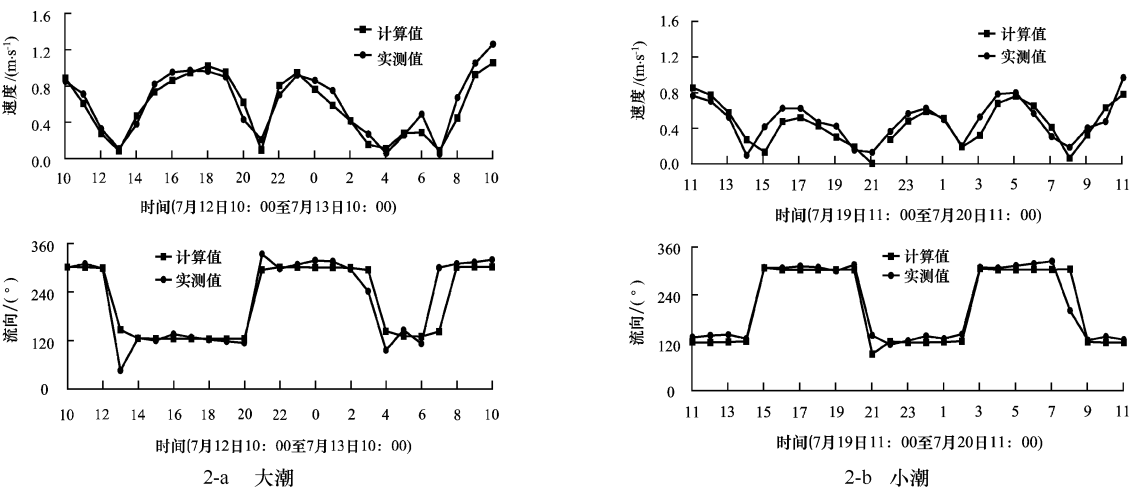 1.6
1.2
0.8
0.4
0.0
速度/(m·s⁻¹)
计算值
实测值
10 12 14 16 18 20 22 0 2 4 6 8 10
时间(7月12日10：00至7月13日10：00)
1.6
1.2
0.8
0.4
0.0
速度/(m·s⁻¹)
计算值
实测值
11 13 15 17 19 21 23 1 3 5 7 9 11
时间(7月19日11：00至7月20日11：00)
360
240
120
0
流向/(°)
计算值
实测值
10 12 14 16 18 20 22 0 2 4 6 8 10
时间(7月12日10：00至7月13日10：00)
2-a 大潮
360
240
120
0
流向/(°)
计算值
实测值
11 13 15 17 19 21 23 1 3 5 7 9 11
时间(7月19日11：00至7月20日11：00)
2-b 小潮